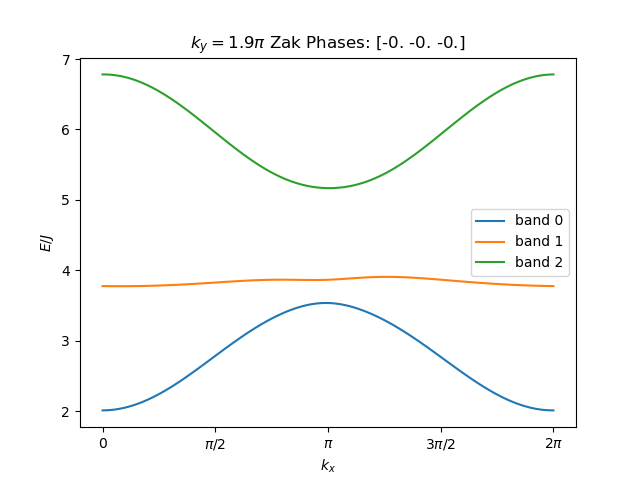 k_y = 1.9π Zak Phases: [-0. -0. -0.]
7
6
5
4
3
2
E/J
band 0
band 1
band 2
0 π/2 π 3π/2 2π
k_x